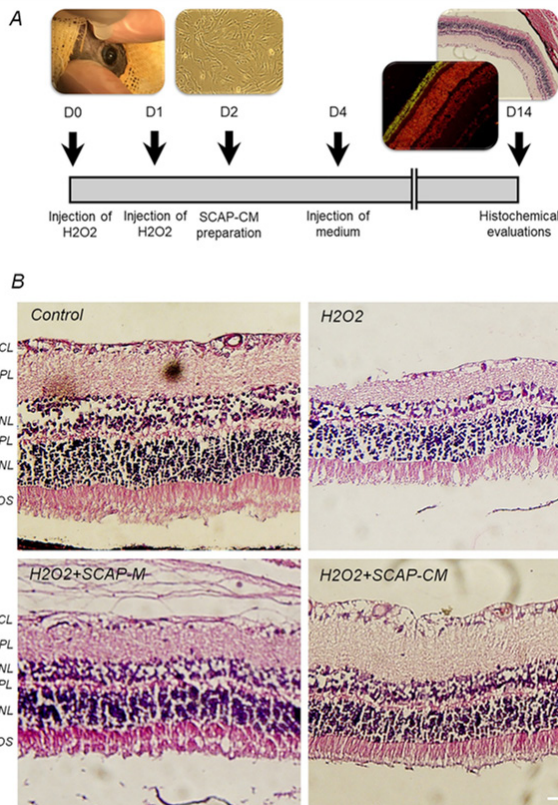 A
D0 D1 D2 D4 D14
Injection of H2O2
Injection of H2O2
SCAP-CM preparation
Injection of medium
Histochemical evaluations
B
Control
H2O2
CL
PL
NL
PL
NL
OS
H2O2+SCAP-M
H2O2+SCAP-CM
CL
PL
NL
PL
NL
OS